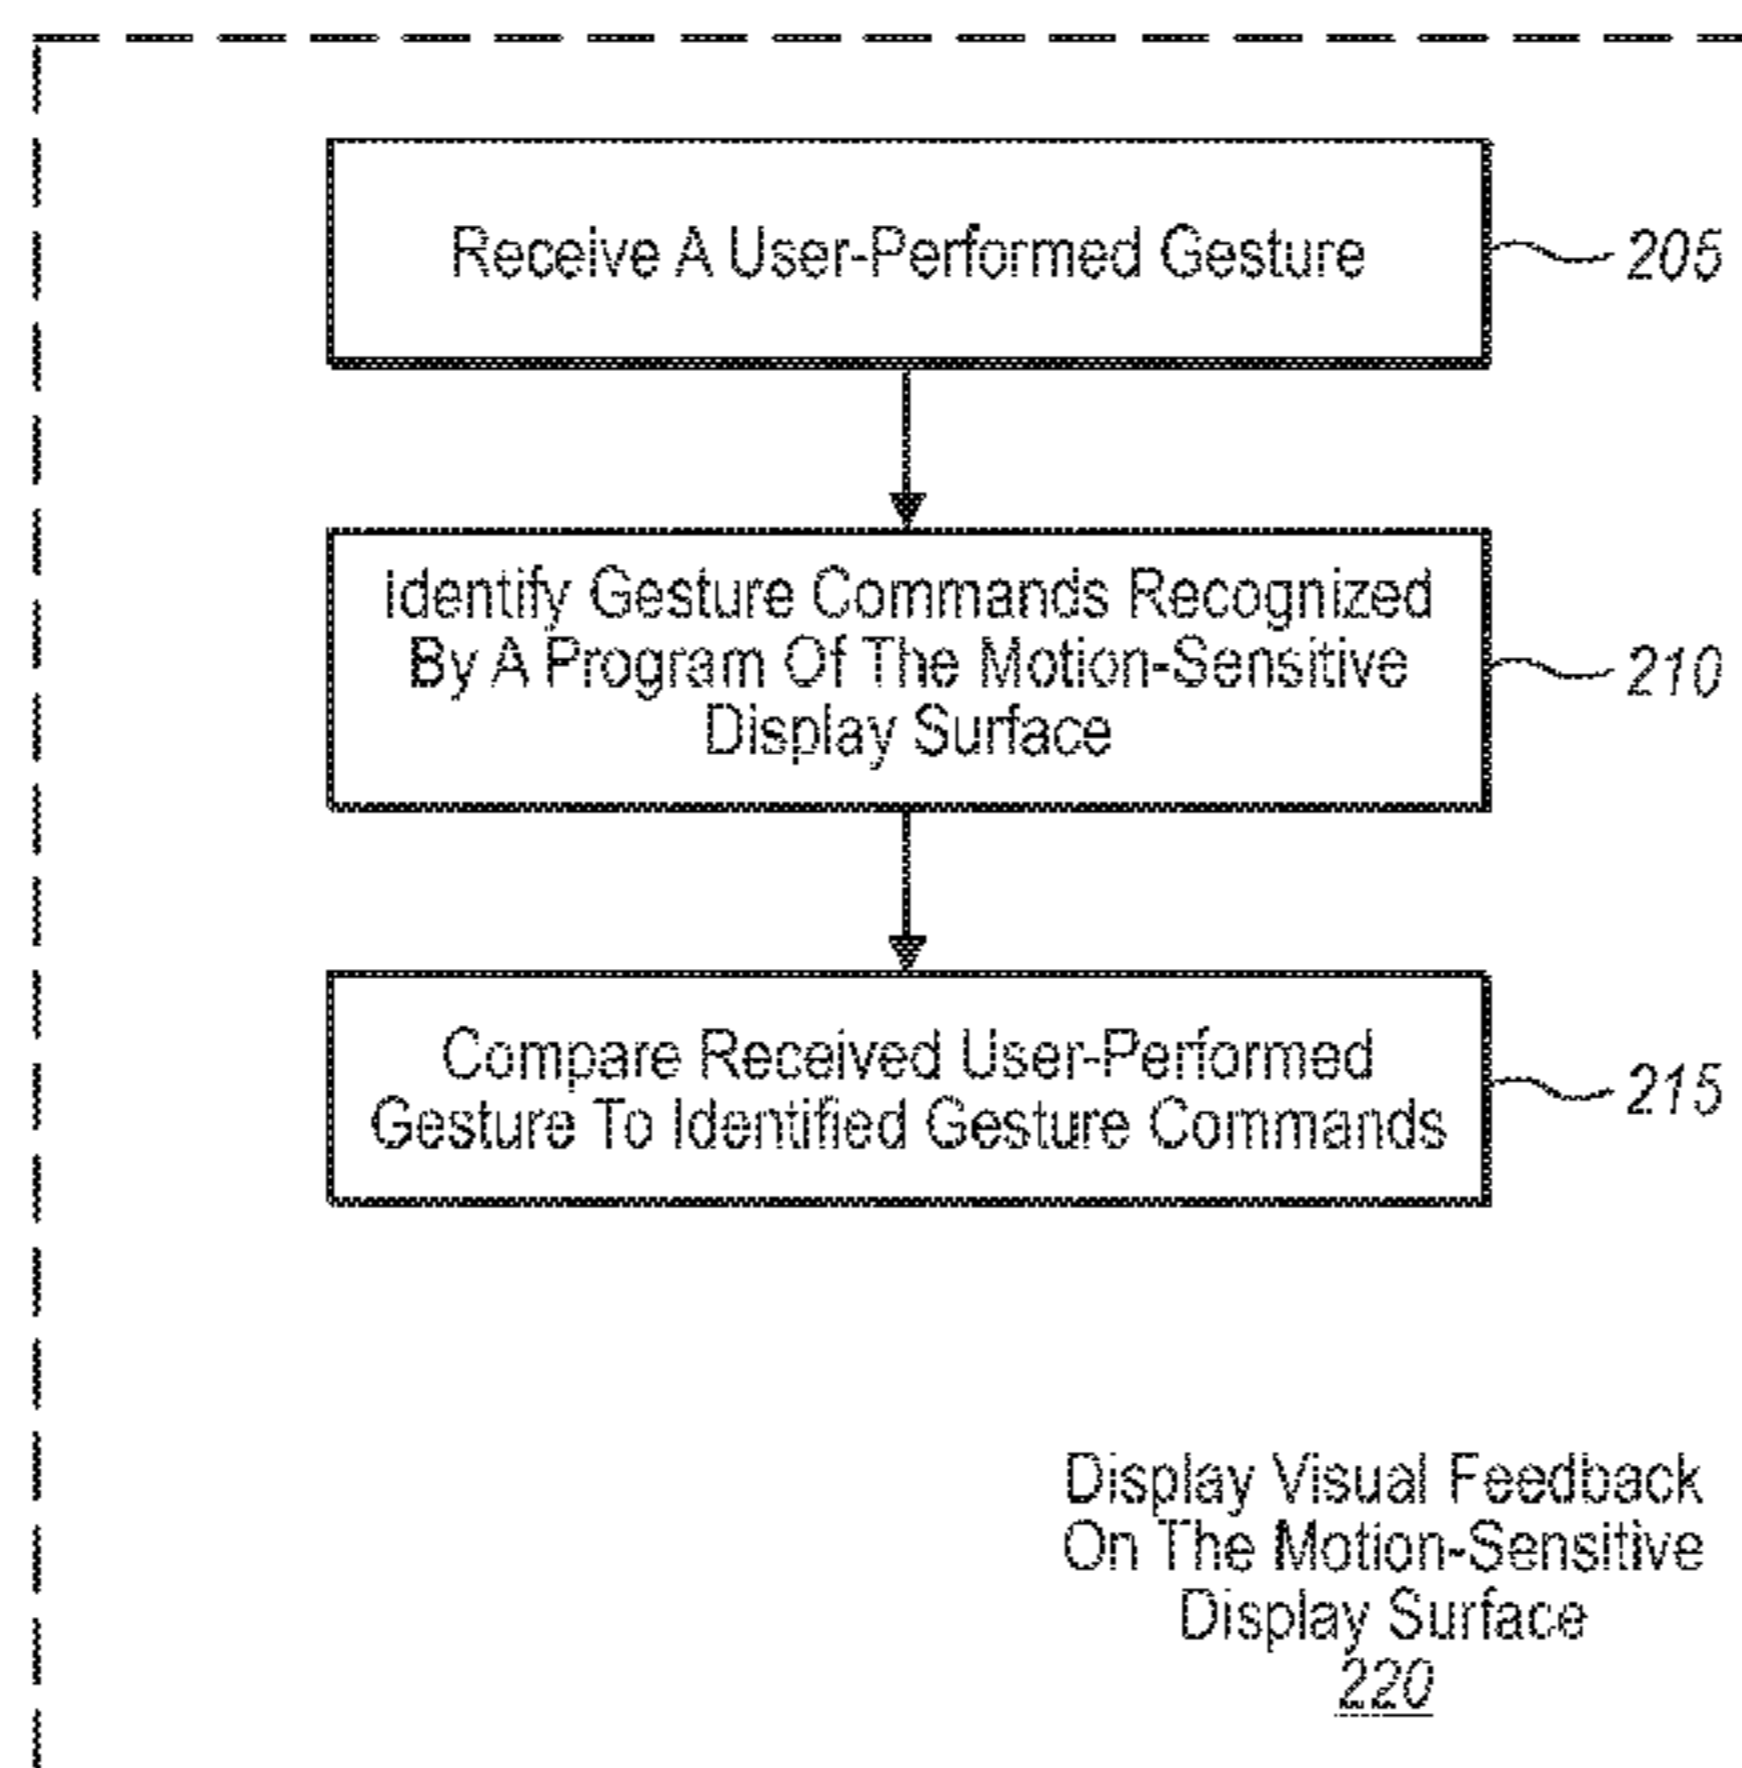 Receive A User-Performed Gesture
205
Identify Gesture Commands Recognized
By A Program Of The Motion-Sensitive
Display Surface
210
Compare Received User-Performed
Gesture To Identified Gesture Commands
215
Display Visual Feedback
On The Motion-Sensitive
Display Surface
220